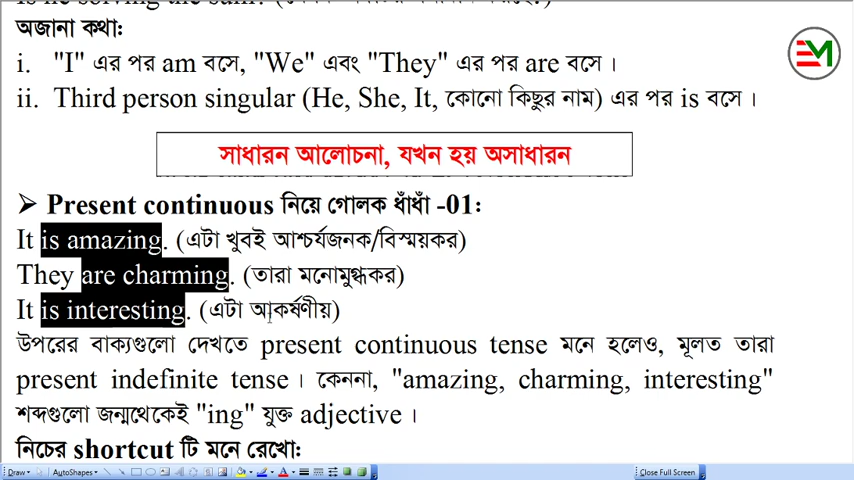 অজানা কথাঃ
i. "I" এর পর am বসে, "We" এবং "They" এর পর are বসে ।
ii. Third person singular (He, She, It, কোনো কিছুর নাম) এর পর is বসে ।
সাধারন আলোচনা, যখন হয় অসাধারন
➢ Present continuous নিয়ে গোলক ধাঁধাঁ -01:
It is amazing. (এটা খুবই আশ্চর্যজনক/বিস্ময়কর)
They are charming. (তারা মনোমুগ্ধকর)
It is interesting. (এটা আকর্ষণীয়)
উপরের বাক্যগুলো দেখতে present continuous tense মনে হলেও, মূলত তারা
present indefinite tense । কেননা, "amazing, charming, interesting"
শব্দগুলো জন্মথেকেই "ing" যুক্ত adjective ।
নিচের shortcut টি মনে রেখোঃ
Draw AutoShapes Close Full Screen